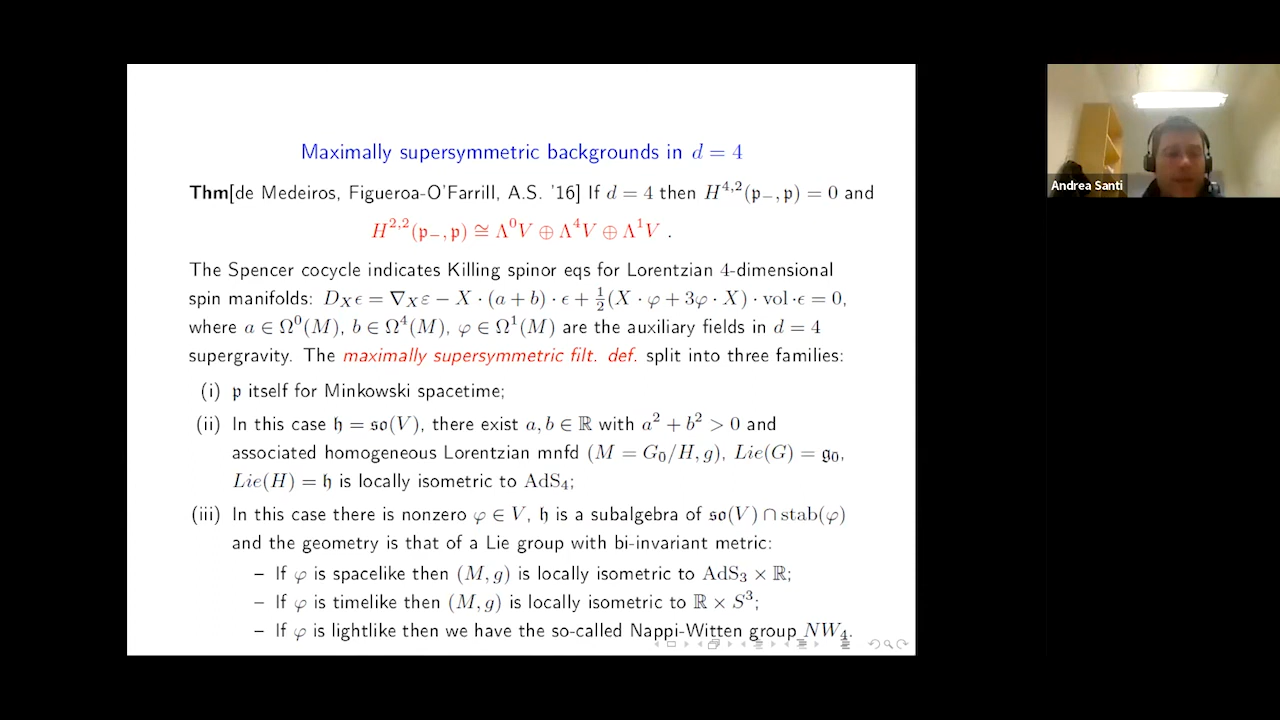 Maximally supersymmetric backgrounds in d = 4
Thm[de Medeiros, Figueroa-O'Farrill, A.S. '16] If d = 4 then H^{4,2}(𝔭₋, 𝔭) = 0 and
H^{2,2}(𝔭₋, 𝔭) ≅ Λ⁰V ⊕ Λ⁴V ⊕ Λ¹V .
The Spencer cocycle indicates Killing spinor eqs for Lorentzian 4-dimensional
spin manifolds: D_X ϵ = ∇_X ε − X · (a + b) · ϵ + ½(X · φ + 3φ · X) · vol ·ϵ = 0,
where a ∈ Ω⁰(M), b ∈ Ω⁴(M), φ ∈ Ω¹(M) are the auxiliary fields in d = 4
supergravity. The maximally supersymmetric filt. def. split into three families:
(i) 𝔭 itself for Minkowski spacetime;
(ii) In this case 𝔥 = 𝔰𝔬(V), there exist a, b ∈ ℝ with a² + b² > 0 and
associated homogeneous Lorentzian mnfd (M = G₀/H, g), Lie(G) = 𝔤₀,
Lie(H) = 𝔥 is locally isometric to AdS₄;
(iii) In this case there is nonzero φ ∈ V, 𝔥 is a subalgebra of 𝔰𝔬(V) ∩ stab(φ)
and the geometry is that of a Lie group with bi-invariant metric:
– If φ is spacelike then (M, g) is locally isometric to AdS₃ × ℝ;
– If φ is timelike then (M, g) is locally isometric to ℝ × S³;
– If φ is lightlike then we have the so-called Nappi-Witten group NW₄.
Andrea Santi